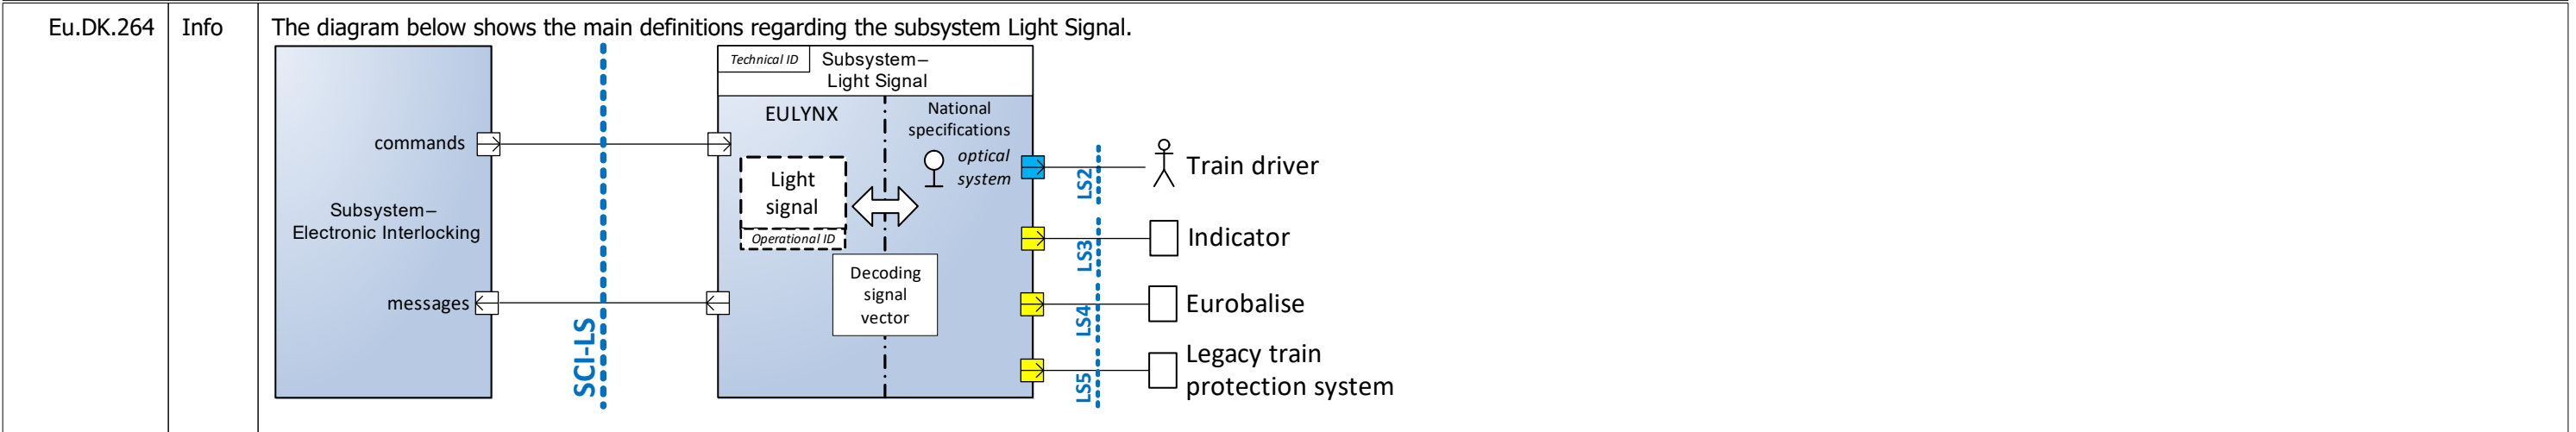 Eu.DK.264
Info
The diagram below shows the main definitions regarding the subsystem Light Signal.
commands
Subsystem–
Electronic Interlocking
messages
SCI-LS
Technical ID
Subsystem–
Light Signal
EULYNX
National
specifications
optical
system
Light
signal
Operational ID
Decoding
signal
vector
LS2
Train driver
LS3
Indicator
LS4
Eurobalise
LS5
Legacy train
protection system